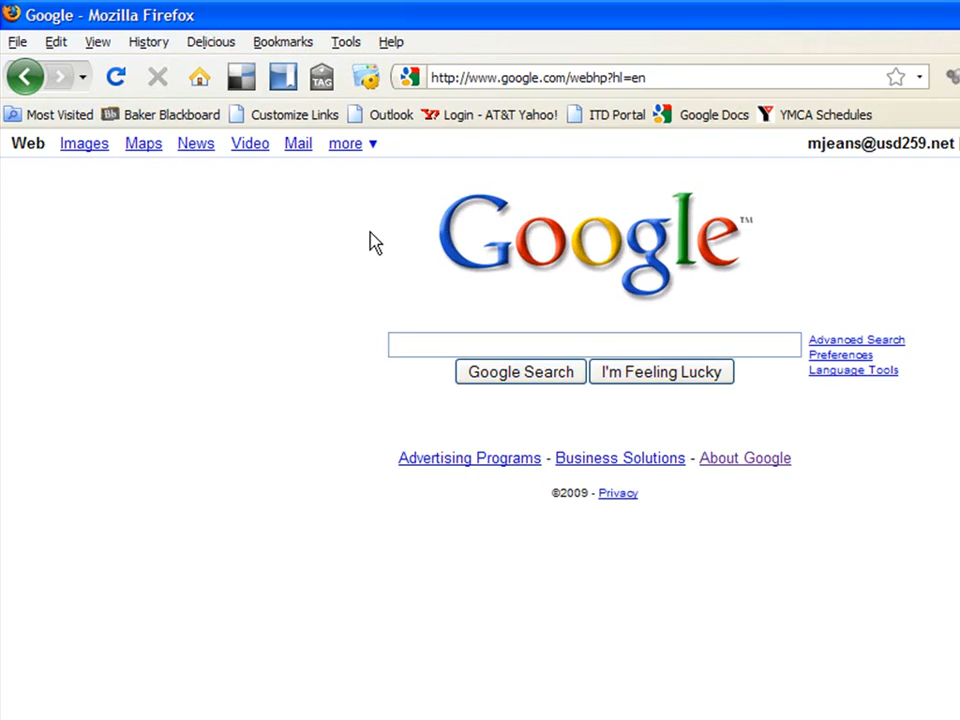 Google - Mozilla Firefox
File Edit View History Delicious Bookmarks Tools Help
TAG http://www.google.com/webhp?hl=en
Most Visited Bb Baker Blackboard Customize Links Outlook Y! Login - AT&T Yahoo! ITD Portal Google Docs Y YMCA Schedules
Web Images Maps News Video Mail more ▼ mjeans@usd259.net |
Google™
Advanced Search
Preferences
Language Tools
Google Search I'm Feeling Lucky
Advertising Programs - Business Solutions - About Google
©2009 - Privacy